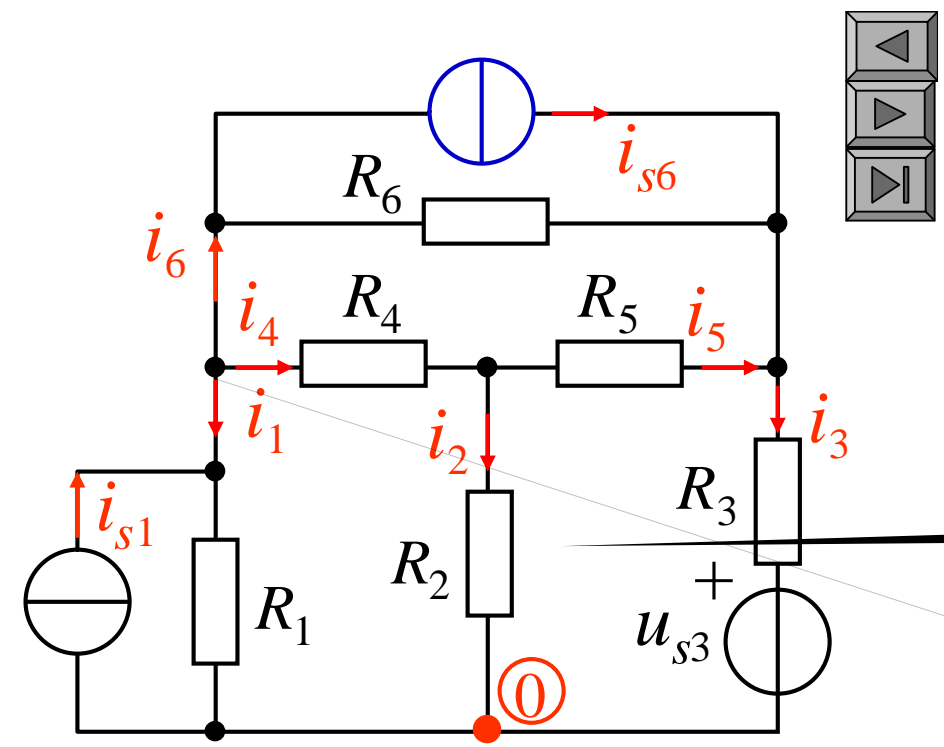 i_s6
R_6
i_6
i_4
R_4
R_5
i_5
i_1
i_2
i_3
i_s1
R_3
R_2
R_1
+
u_s3
0